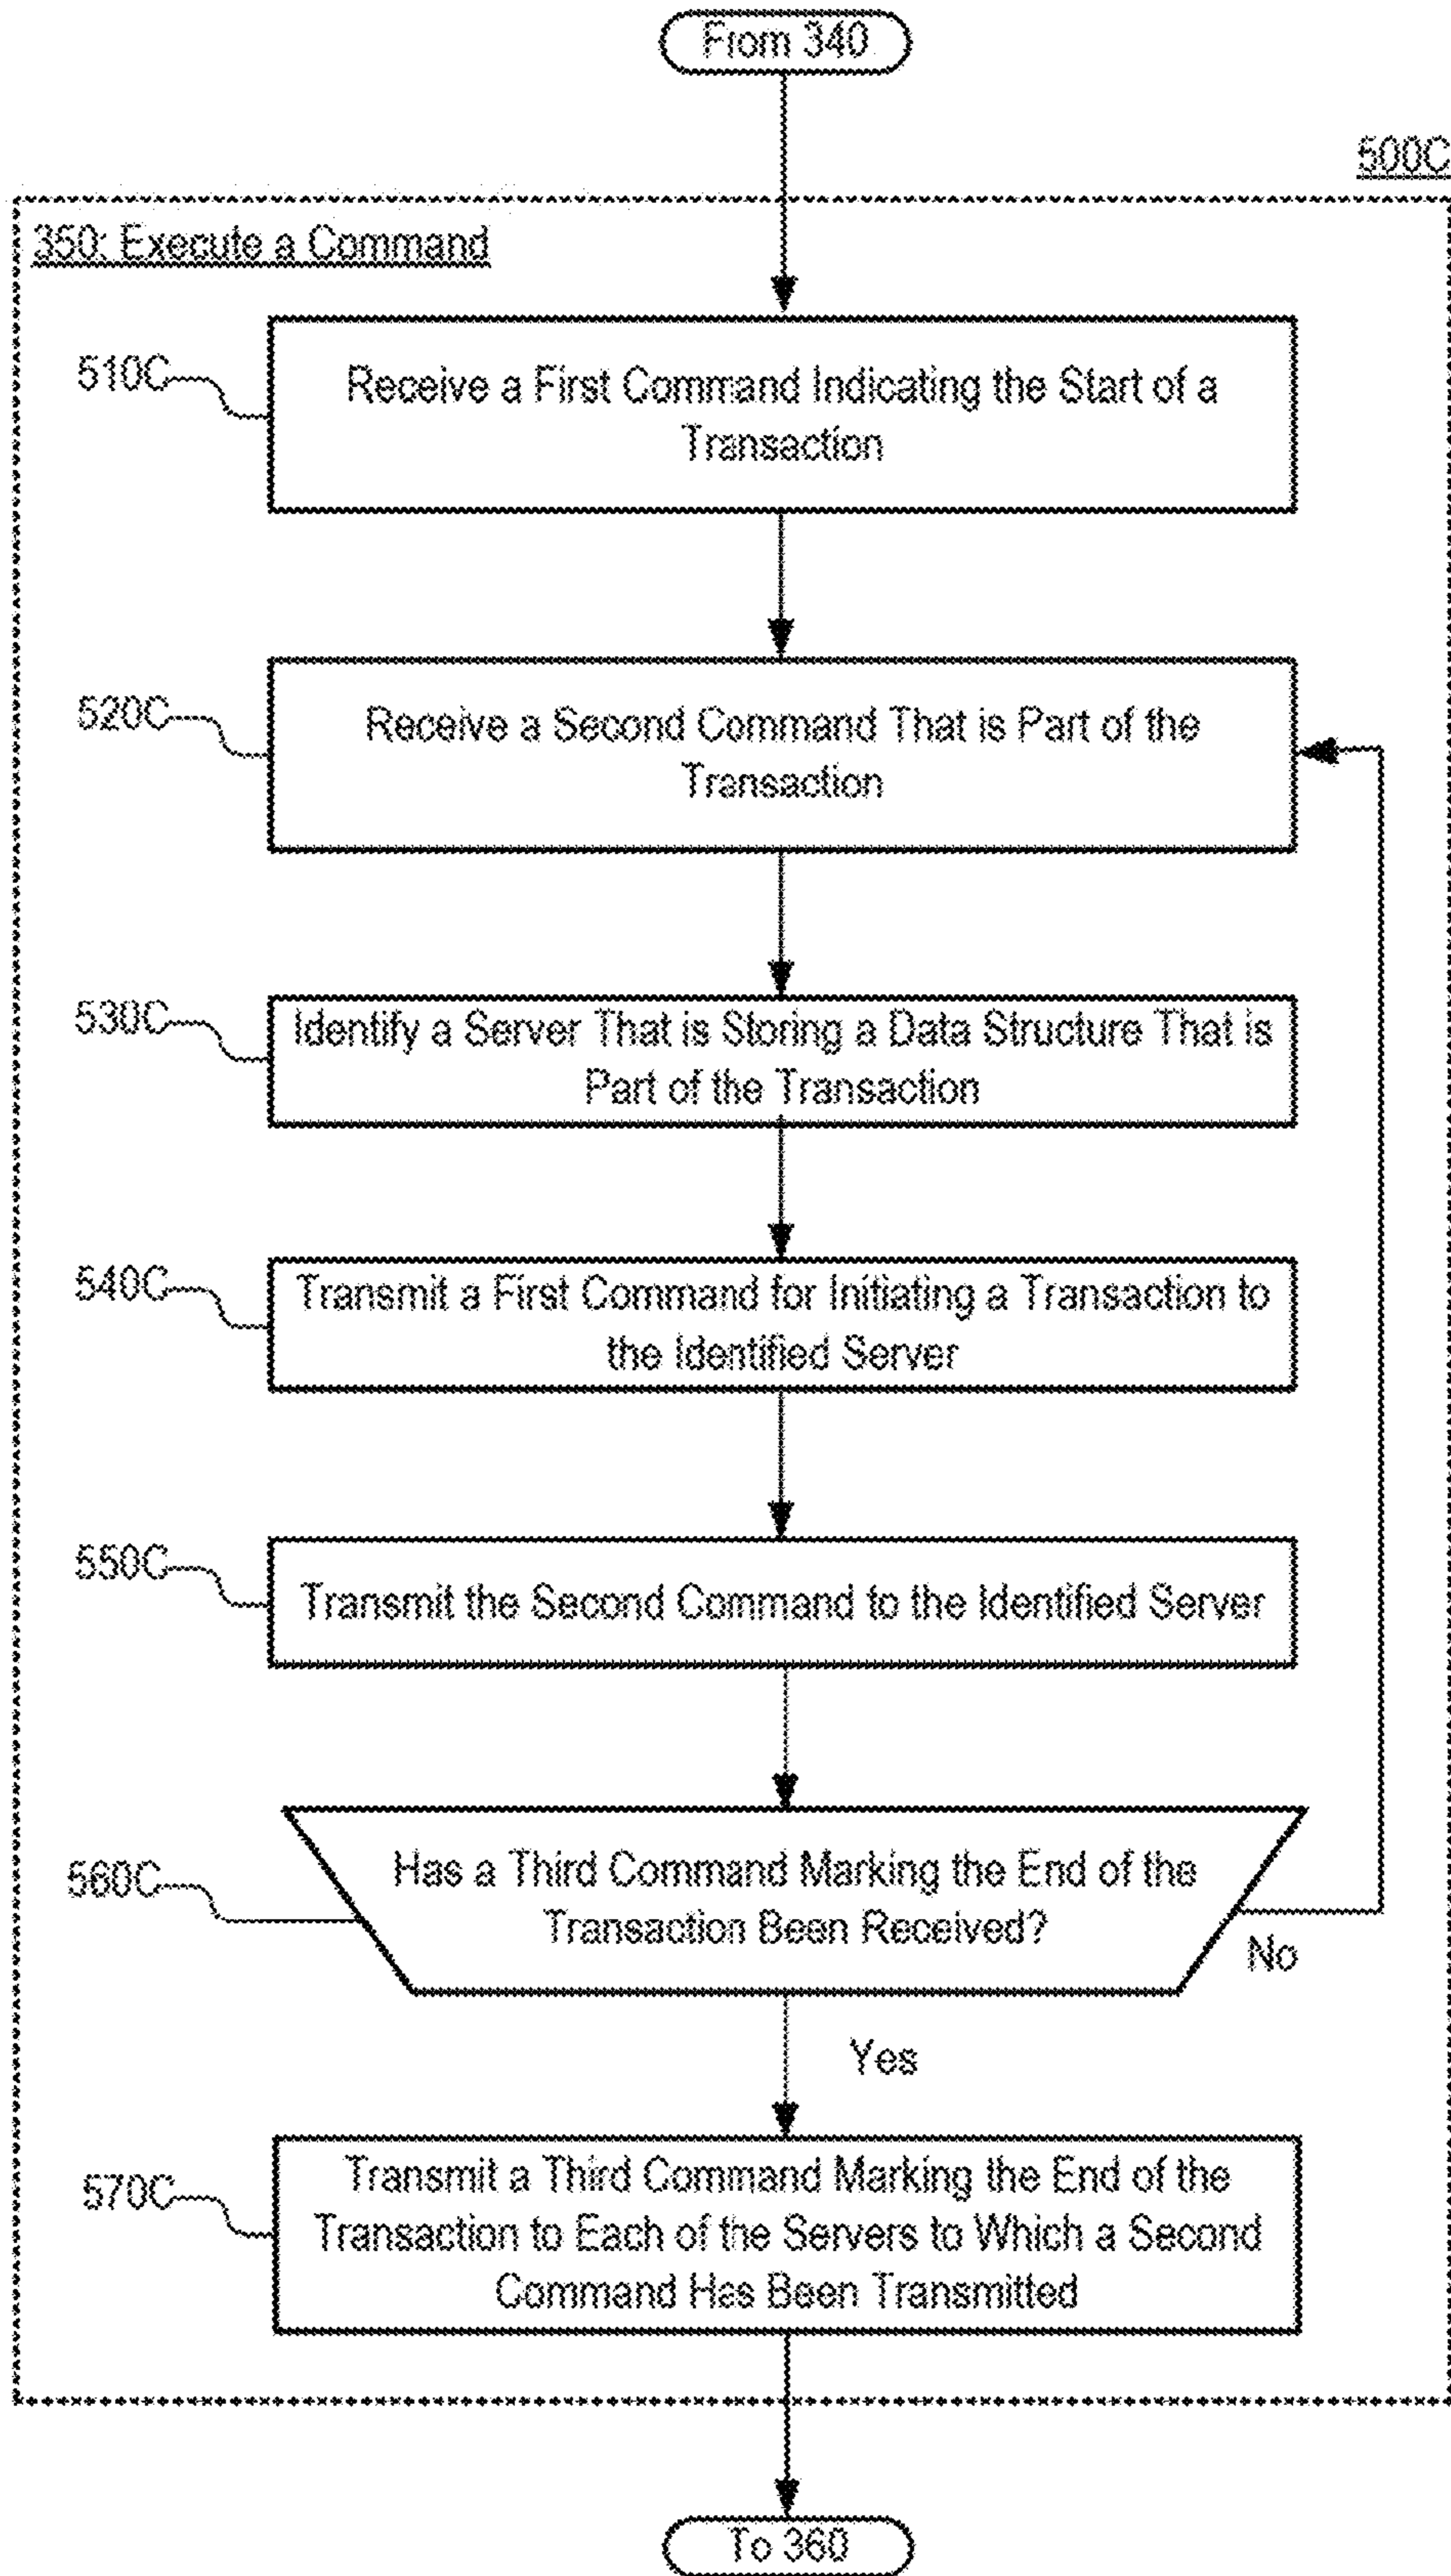 From 340
500C
350: Execute a Command
510C
Receive a First Command Indicating the Start of a
Transaction
520C
Receive a Second Command That is Part of the
Transaction
530C
Identify a Server That is Storing a Data Structure That is
Part of the Transaction
540C
Transmit a First Command for Initiating a Transaction to
the Identified Server
550C
Transmit the Second Command to the Identified Server
560C
Has a Third Command Marking the End of the
Transaction Been Received?
No
Yes
570C
Transmit a Third Command Marking the End of the
Transaction to Each of the Servers to Which a Second
Command Has Been Transmitted
To 360